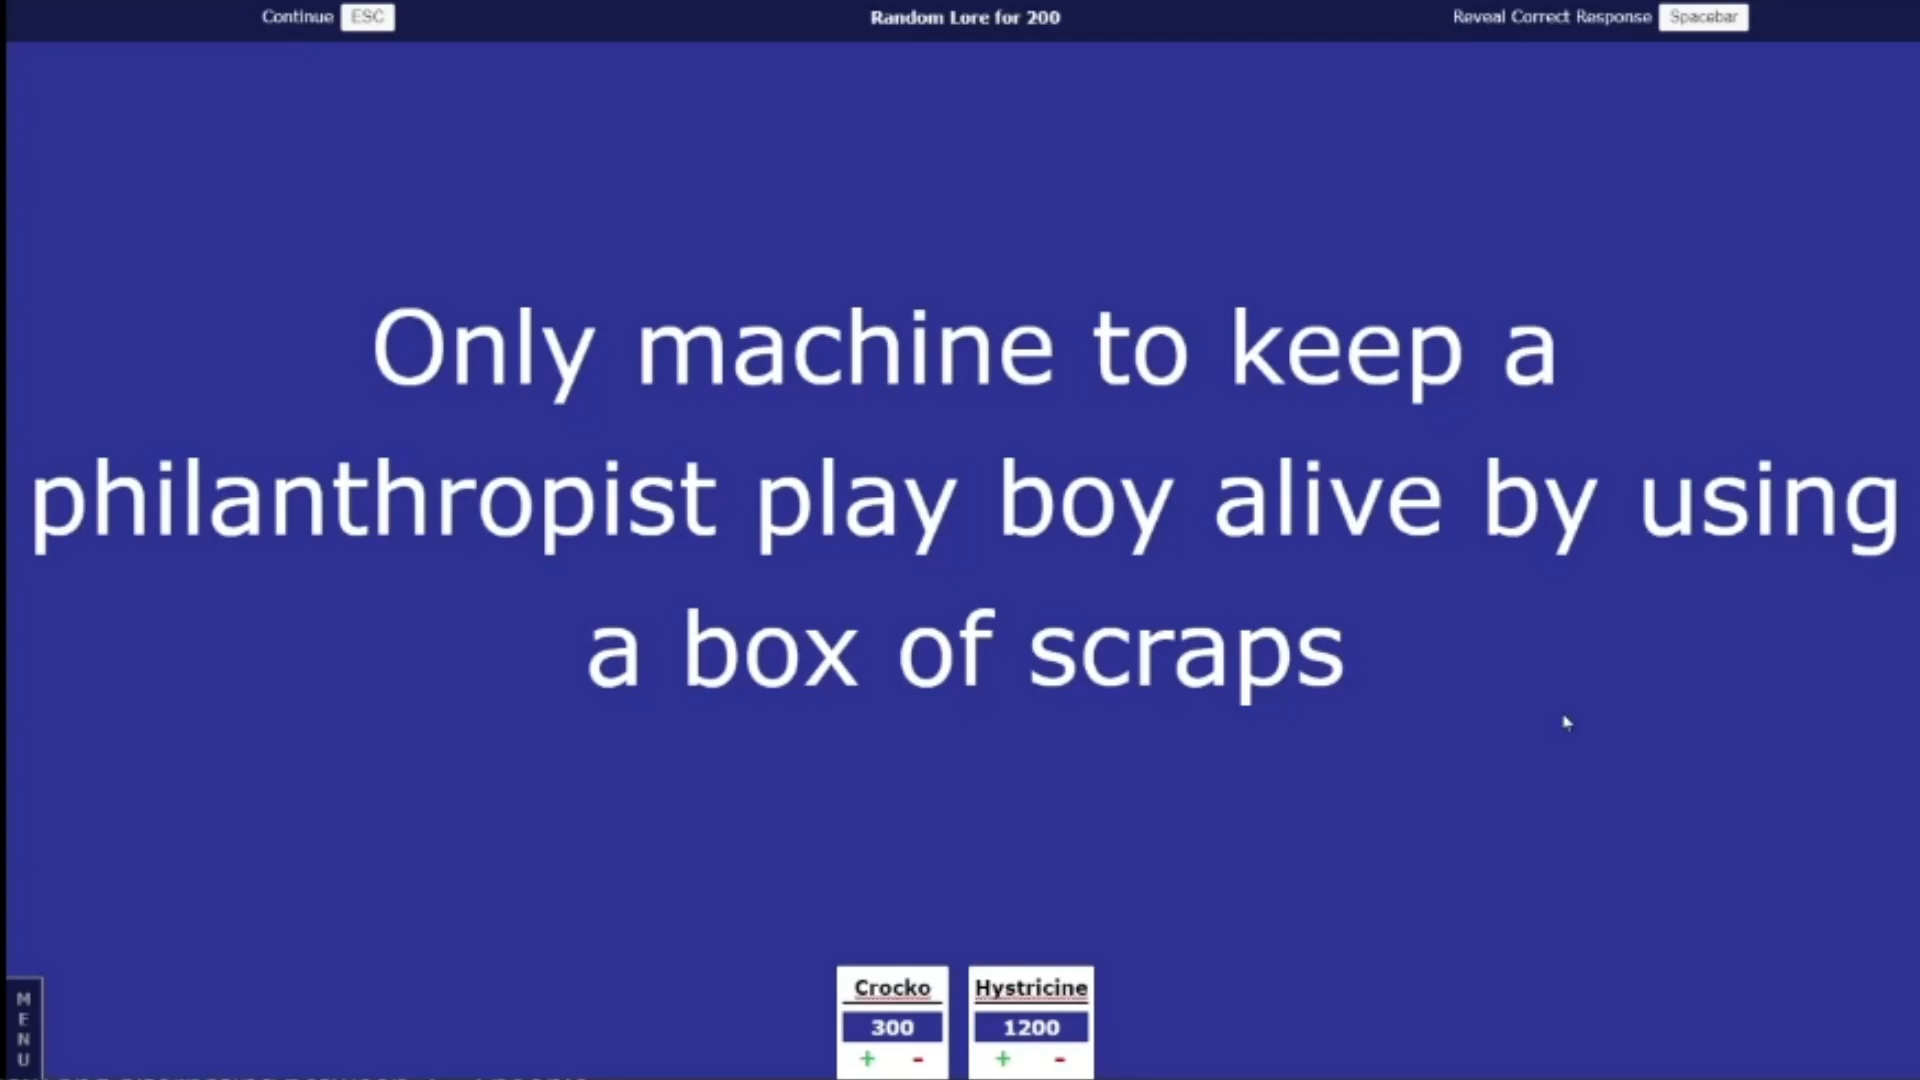 Continue ESC Random Lore for 200 Reveal Correct Response Spacebar
Only machine to keep a
philanthropist play boy alive by using
a box of scraps
MENU
Crocko Hystricine
300 1200
+ - + -